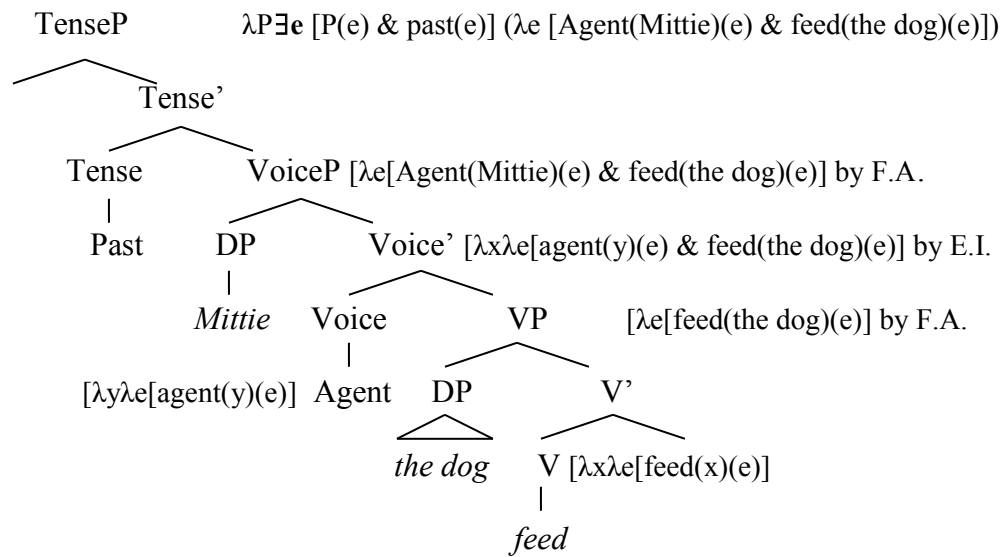 TenseP λP∃e [P(e) & past(e)] (λe [Agent(Mittie)(e) & feed(the dog)(e)])
Tense’
Tense VoiceP [λe[Agent(Mittie)(e) & feed(the dog)(e)] by F.A.
Past DP Voice’ [λxλe[agent(y)(e) & feed(the dog)(e)] by E.I.
Mittie Voice VP [λe[feed(the dog)(e)] by F.A.
[λyλe[agent(y)(e)] Agent DP V’
the dog V [λxλe[feed(x)(e)]
feed